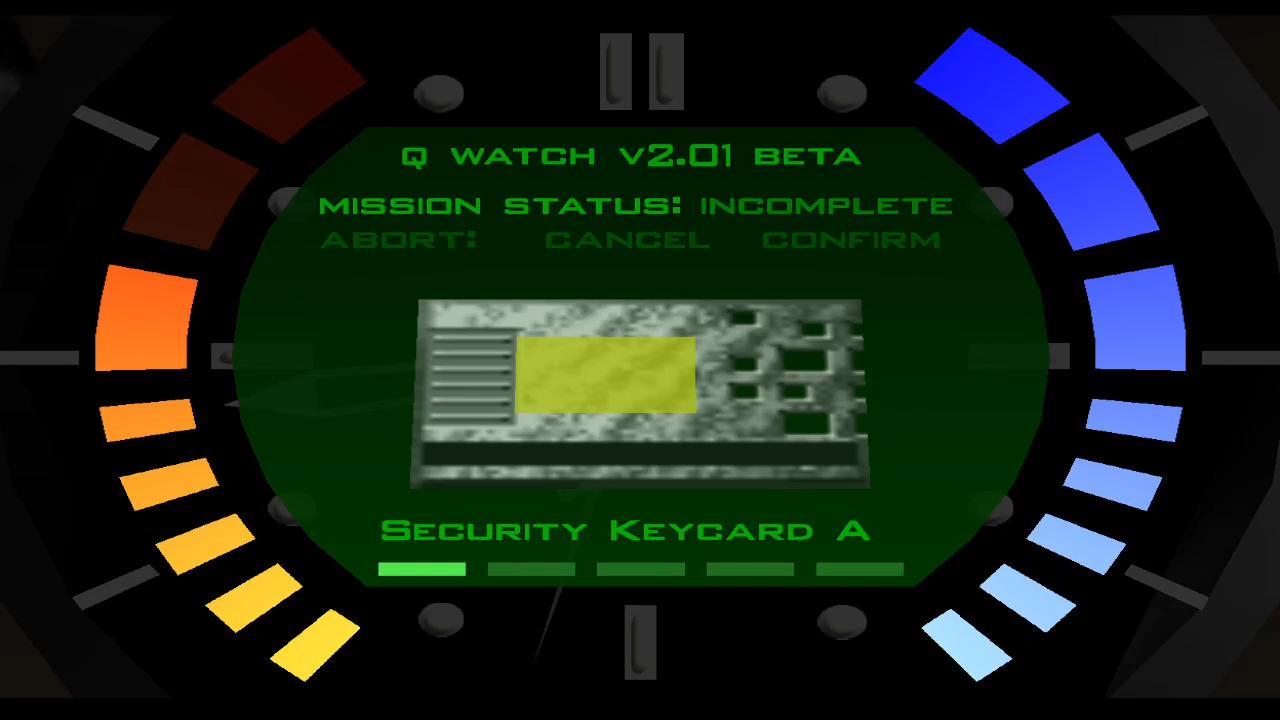 Q WATCH V2.01 BETA
MISSION STATUS: INCOMPLETE
ABORT: CANCEL CONFIRM
SECURITY KEYCARD A